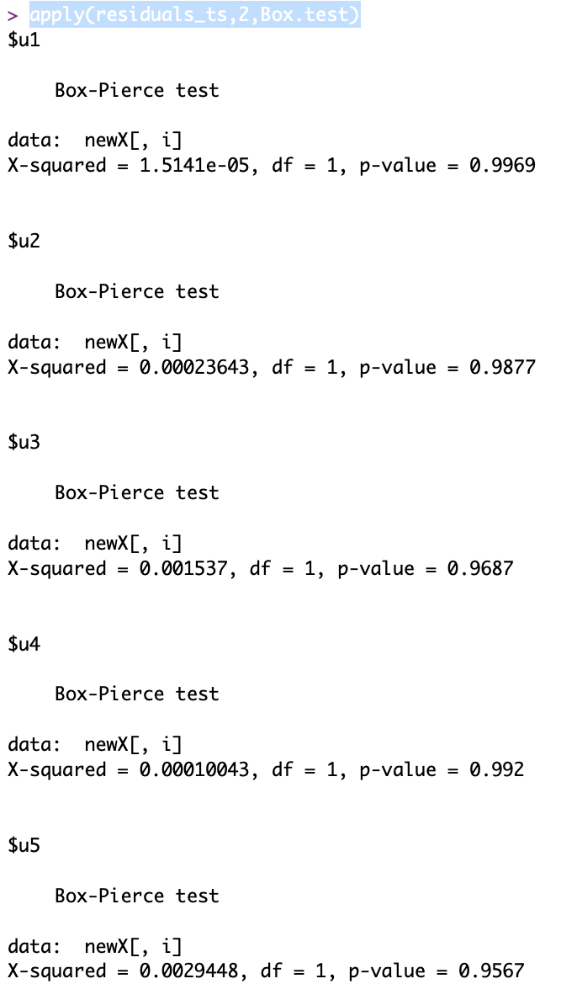 > apply(residuals_ts,2,Box.test)
$u1
Box-Pierce test
data:  newX[, i]
X-squared = 1.5141e-05, df = 1, p-value = 0.9969
$u2
Box-Pierce test
data:  newX[, i]
X-squared = 0.00023643, df = 1, p-value = 0.9877
$u3
Box-Pierce test
data:  newX[, i]
X-squared = 0.001537, df = 1, p-value = 0.9687
$u4
Box-Pierce test
data:  newX[, i]
X-squared = 0.00010043, df = 1, p-value = 0.992
$u5
Box-Pierce test
data:  newX[, i]
X-squared = 0.0029448, df = 1, p-value = 0.9567